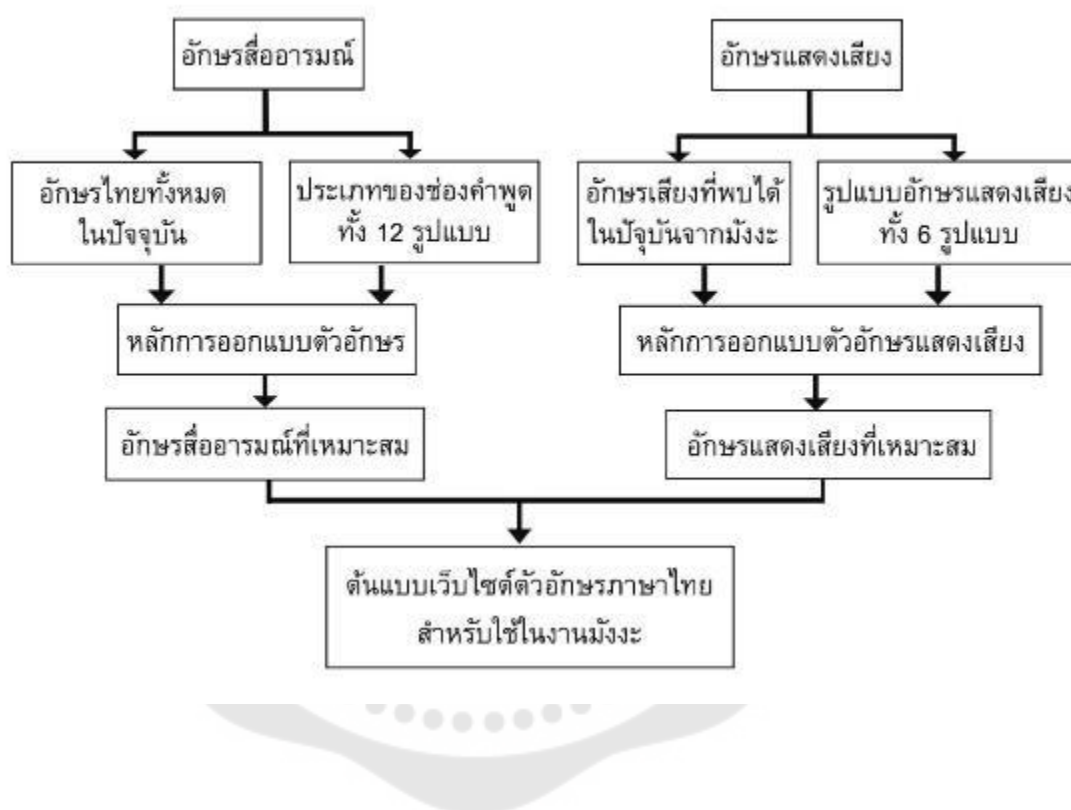 อักษรสื่ออารมณ์
อักษรแสดงเสียง
อักษรไทยทั้งหมด
ในปัจจุบัน
ประเภทของช่องคำพูด
ทั้ง 12 รูปแบบ
อักษรเสียงที่พบได้
ในปัจุบันจากมังงะ
รูปแบบอักษรแสดงเสียง
ทั้ง 6 รูปแบบ
หลักการออกแบบตัวอักษร
หลักการออกแบบตัวอักษรแสดงเสียง
อักษรสื่ออารมณ์ที่เหมาะสม
อักษรแสดงเสียงที่เหมาะสม
ต้นแบบเว็บไซต์ตัวอักษรภาษาไทย
สำหรับใช้ในงานมังงะ